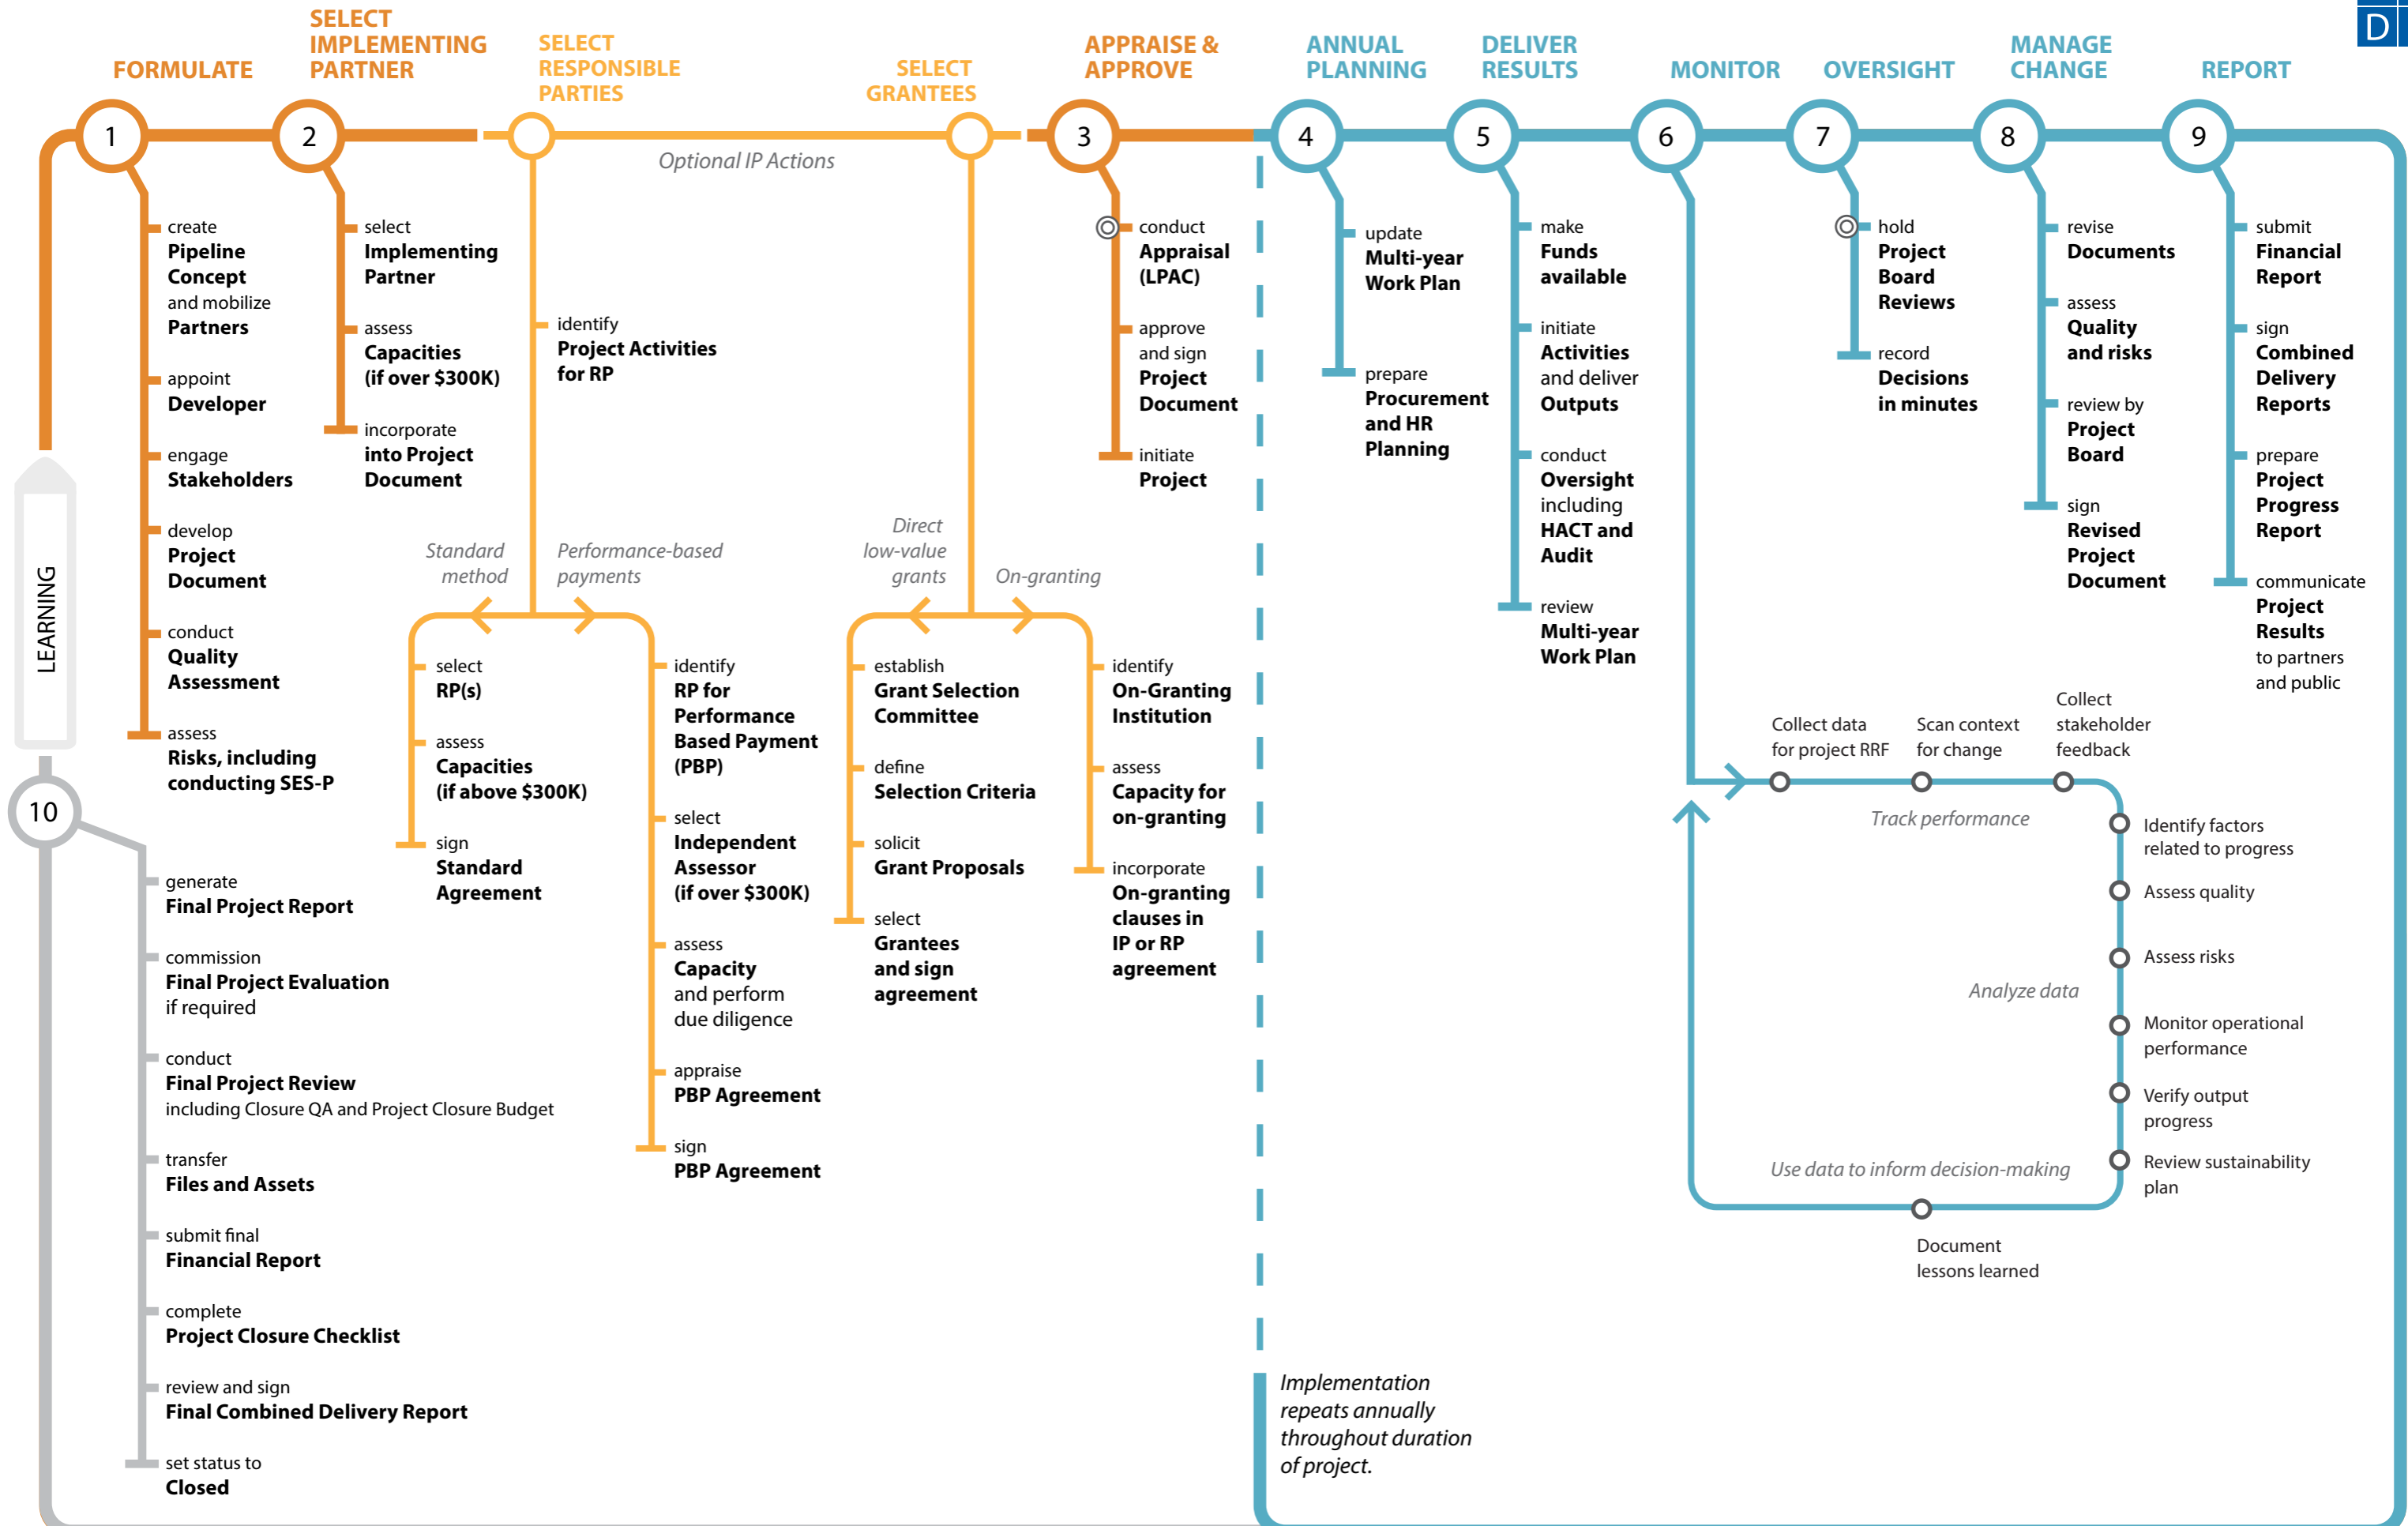 D
FORMULATE
SELECT
IMPLEMENTING
PARTNER
SELECT
RESPONSIBLE
PARTIES
SELECT
GRANTEES
APPRAISE &
APPROVE
ANNUAL
PLANNING
DELIVER
RESULTS
MONITOR
OVERSIGHT
MANAGE
CHANGE
REPORT
1
2
3
4
5
6
7
8
9
Optional IP Actions
create
Pipeline
Concept
and mobilize
Partners
appoint
Developer
engage
Stakeholders
develop
Project
Document
conduct
Quality
Assessment
assess
Risks, including
conducting SES-P
select
Implementing
Partner
assess
Capacities
(if over $300K)
incorporate
into Project
Document
identify
Project Activities
for RP
Standard
method
Performance-based
payments
select
RP(s)
assess
Capacities
(if above $300K)
sign
Standard
Agreement
identify
RP for
Performance
Based Payment
(PBP)
select
Independent
Assessor
(if over $300K)
assess
Capacity
and perform
due diligence
appraise
PBP Agreement
sign
PBP Agreement
Direct
low-value
grants
On-granting
establish
Grant Selection
Committee
define
Selection Criteria
solicit
Grant Proposals
select
Grantees
and sign
agreement
identify
On-Granting
Institution
assess
Capacity for
on-granting
incorporate
On-granting
clauses in
IP or RP
agreement
conduct
Appraisal
(LPAC)
approve
and sign
Project
Document
initiate
Project
update
Multi-year
Work Plan
prepare
Procurement
and HR
Planning
make
Funds
available
initiate
Activities
and deliver
Outputs
conduct
Oversight
including
HACT and
Audit
review
Multi-year
Work Plan
hold
Project
Board
Reviews
record
Decisions
in minutes
revise
Documents
assess
Quality
and risks
review by
Project
Board
sign
Revised
Project
Document
submit
Financial
Report
sign
Combined
Delivery
Reports
prepare
Project
Progress
Report
communicate
Project
Results
to partners
and public
Collect data
for project RRF
Scan context
for change
Collect
stakeholder
feedback
Track performance
Identify factors
related to progress
Assess quality
Assess risks
Analyze data
Monitor operational
performance
Verify output
progress
Review sustainability
plan
Use data to inform decision-making
Document
lessons learned
Implementation
repeats annually
throughout duration
of project.
LEARNING
10
generate
Final Project Report
commission
Final Project Evaluation
if required
conduct
Final Project Review
including Closure QA and Project Closure Budget
transfer
Files and Assets
submit final
Financial Report
complete
Project Closure Checklist
review and sign
Final Combined Delivery Report
set status to
Closed